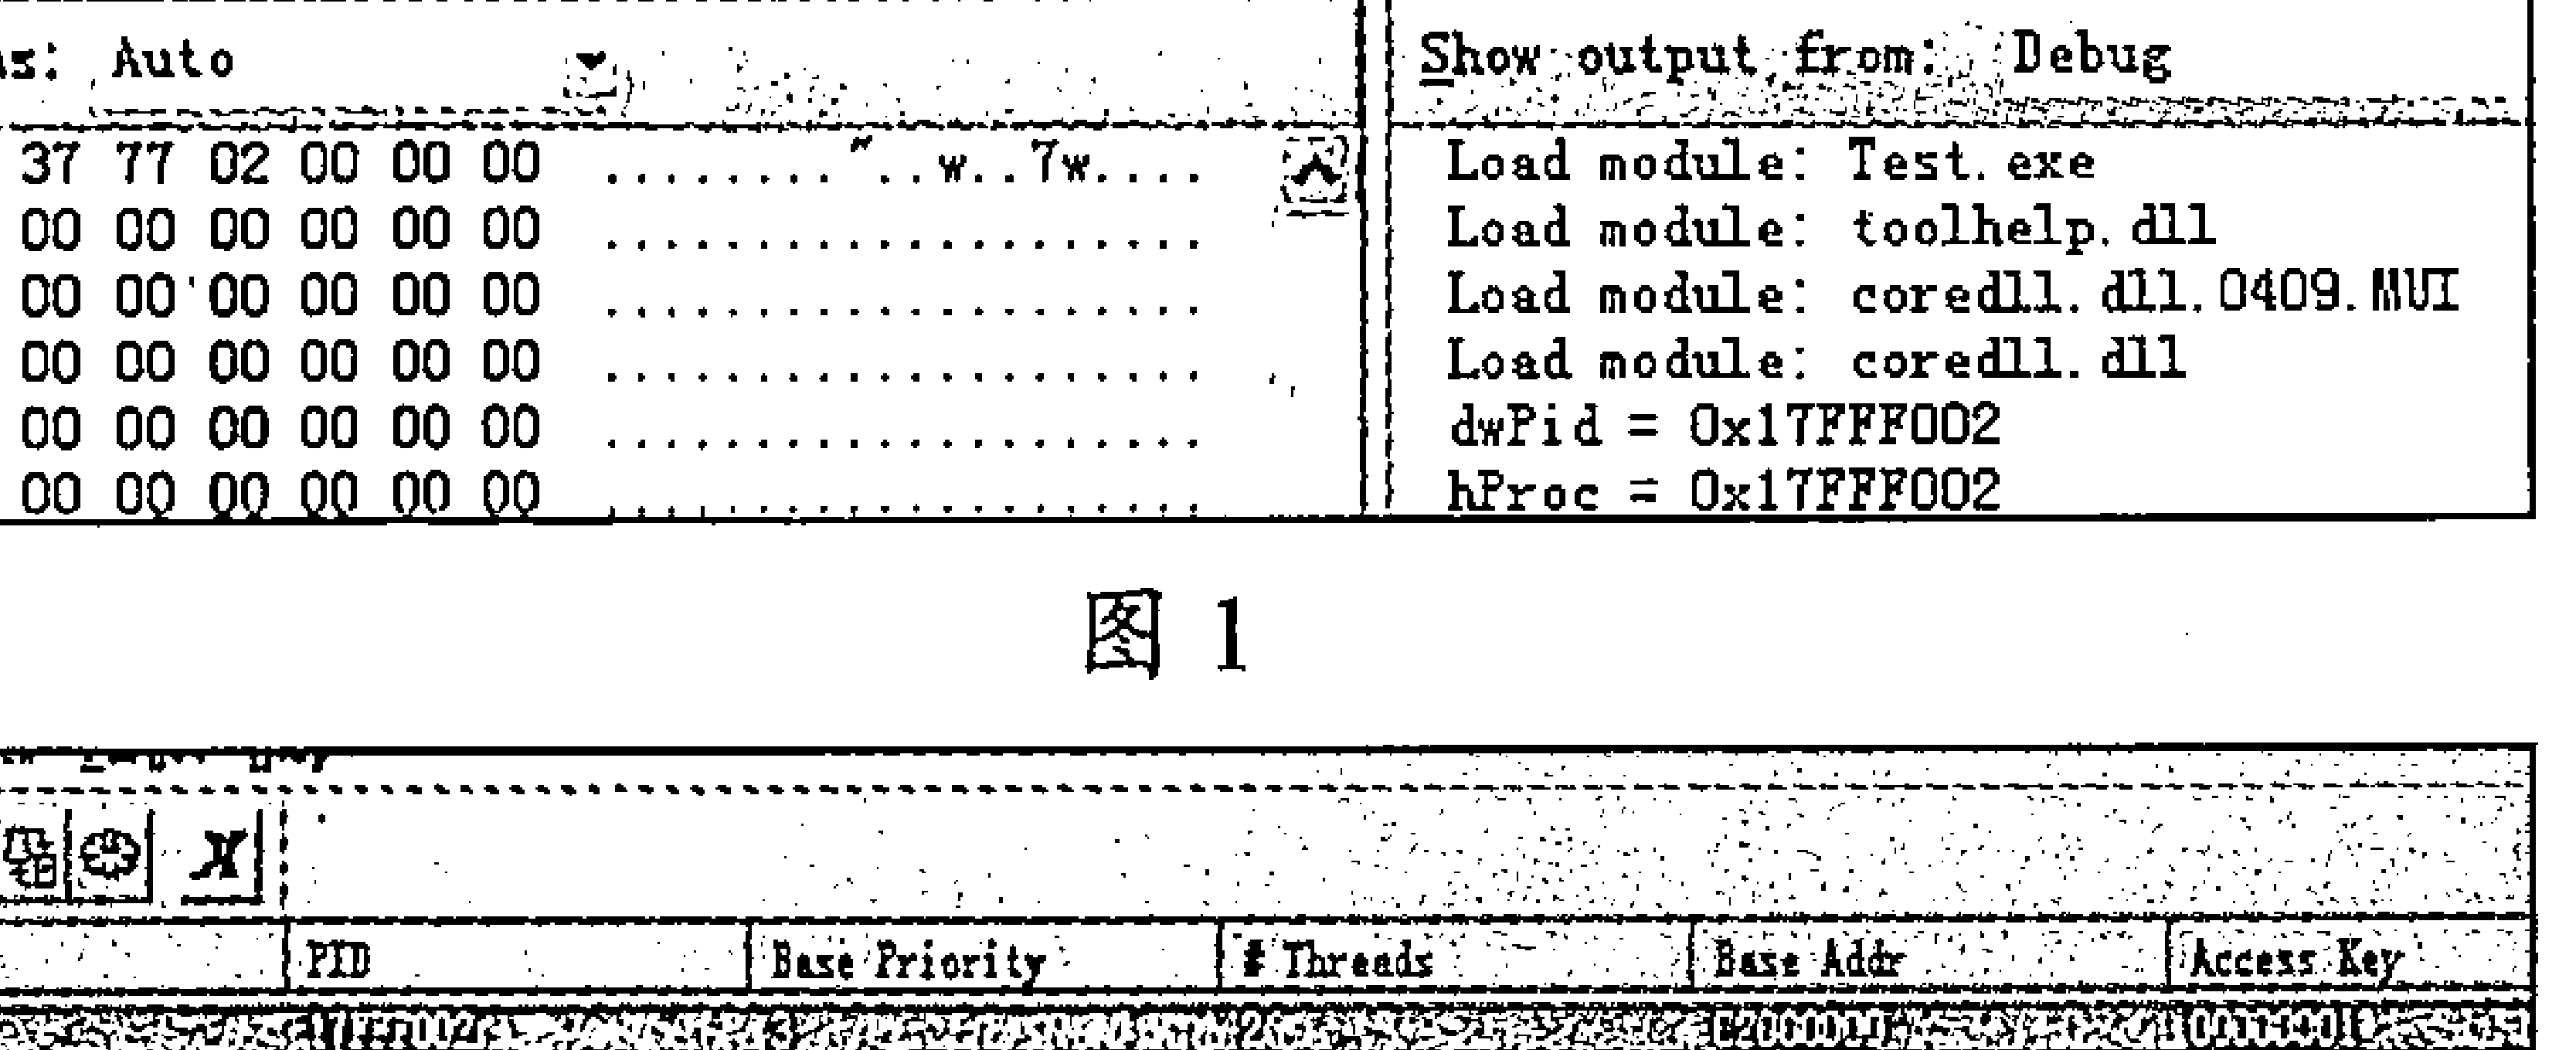 Auto
37 77 02 00 00 00 ........"..w..7w....
00 00 00 00 00 00 ....................
00 00 00 00 00 00 ....................
00 00 00 00 00 00 ....................
00 00 00 00 00 00 ....................
00 00 00 00 00 00 ....................
Show output from: Debug
Load module: Test.exe
Load module: toolhelp.dll
Load module: coredll.dll.0409.MUI
Load module: coredll.dll
dwPid = 0x17FFF002
hProc = 0x17FFF002
图 1
PID Base Priority # Threads Base Addr Access Key
3 2